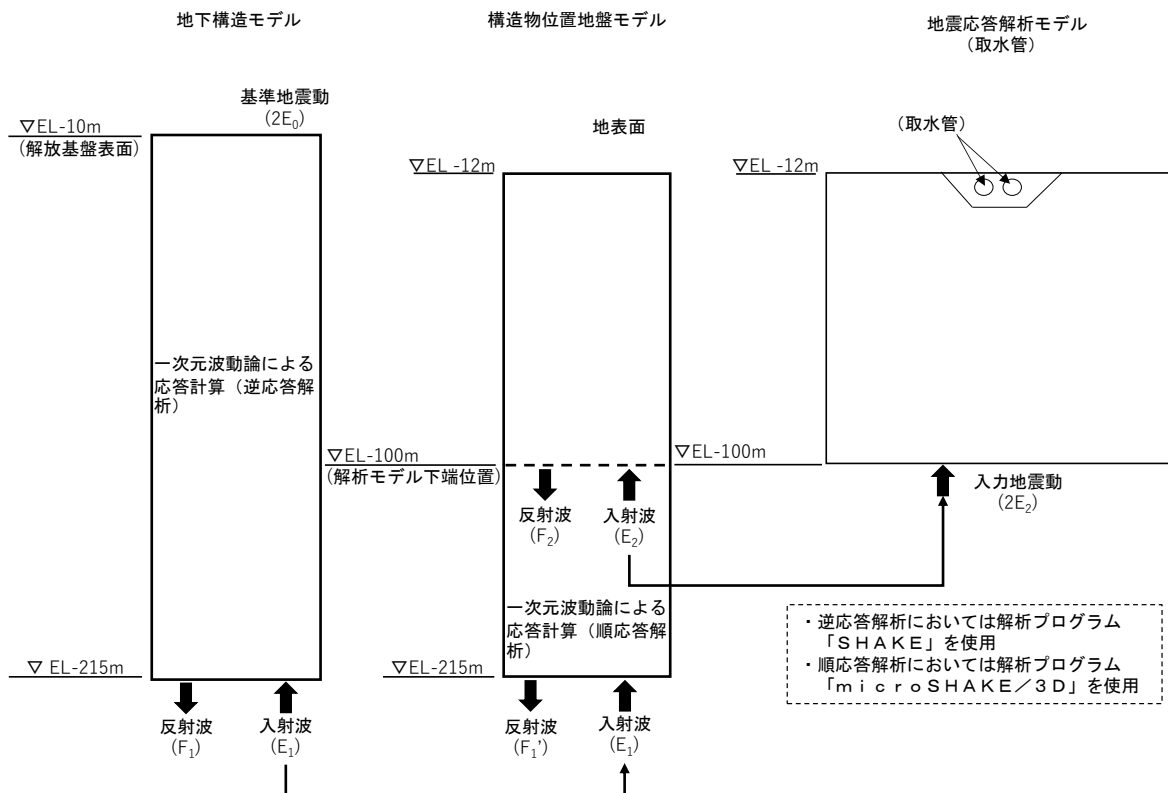 地下構造モデル
構造物位置地盤モデル
地震応答解析モデル
(取水管)
基準地震動
(2E₀)
▽EL-10m
(解放基盤表面)
地表面
(取水管)
▽EL -12m
▽EL -12m
一次元波動論による
応答計算（逆応答解
析）
▽EL-100m
(解析モデル下端位置)
▽EL-100m
反射波
(F₂)
入射波
(E₂)
入力地震動
(2E₂)
一次元波動論による
応答計算（順応答解
析）
・逆応答解析においては解析プログラム
「ＳＨＡＫＥ」を使用
・順応答解析においては解析プログラム
「ｍｉｃｒｏＳＨＡＫＥ／３Ｄ」を使用
▽ EL-215m
▽EL-215m
反射波
(F₁)
入射波
(E₁)
反射波
(F₁')
入射波
(E₁)